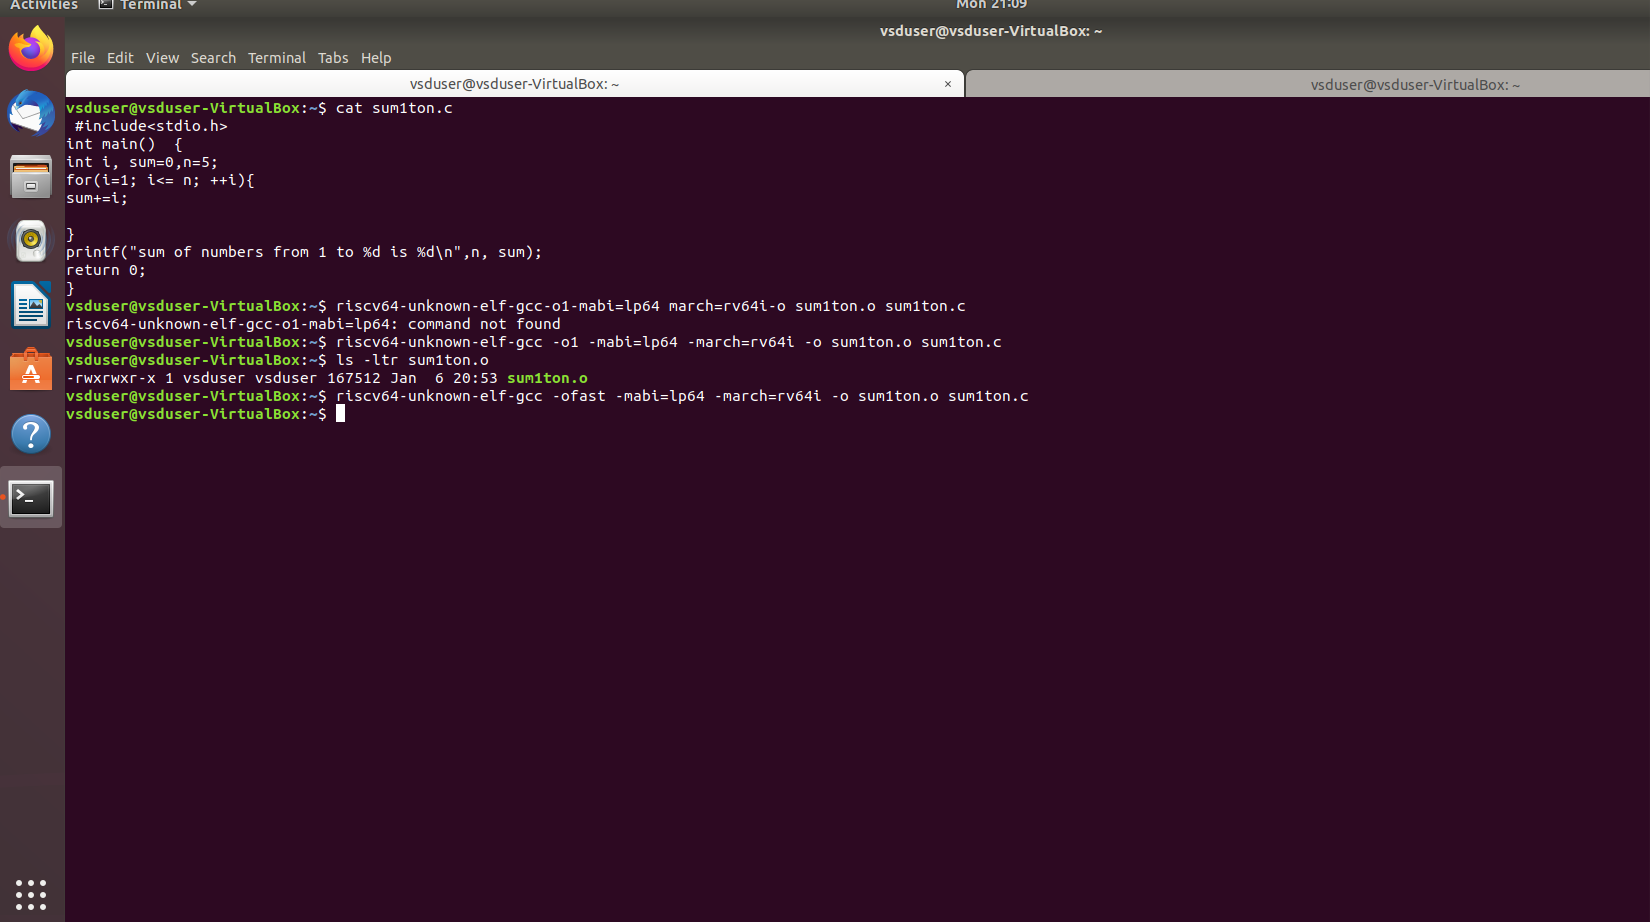 Activities Terminal Mon 21:09
vsduser@vsduser-VirtualBox: ~
File Edit View Search Terminal Tabs Help
vsduser@vsduser-VirtualBox: ~ × vsduser@vsduser-VirtualBox: ~
vsduser@vsduser-VirtualBox:~$ cat sum1ton.c
 #include<stdio.h>
int main()  {
int i, sum=0,n=5;
for(i=1; i<= n; ++i){
sum+=i;
}
printf("sum of numbers from 1 to %d is %d\n",n, sum);
return 0;
}
vsduser@vsduser-VirtualBox:~$ riscv64-unknown-elf-gcc-o1-mabi=lp64 march=rv64i-o sum1ton.o sum1ton.c
riscv64-unknown-elf-gcc-o1-mabi=lp64: command not found
vsduser@vsduser-VirtualBox:~$ riscv64-unknown-elf-gcc -o1 -mabi=lp64 -march=rv64i -o sum1ton.o sum1ton.c
vsduser@vsduser-VirtualBox:~$ ls -ltr sum1ton.o
-rwxrwxr-x 1 vsduser vsduser 167512 Jan  6 20:53 sum1ton.o
vsduser@vsduser-VirtualBox:~$ riscv64-unknown-elf-gcc -ofast -mabi=lp64 -march=rv64i -o sum1ton.o sum1ton.c
vsduser@vsduser-VirtualBox:~$